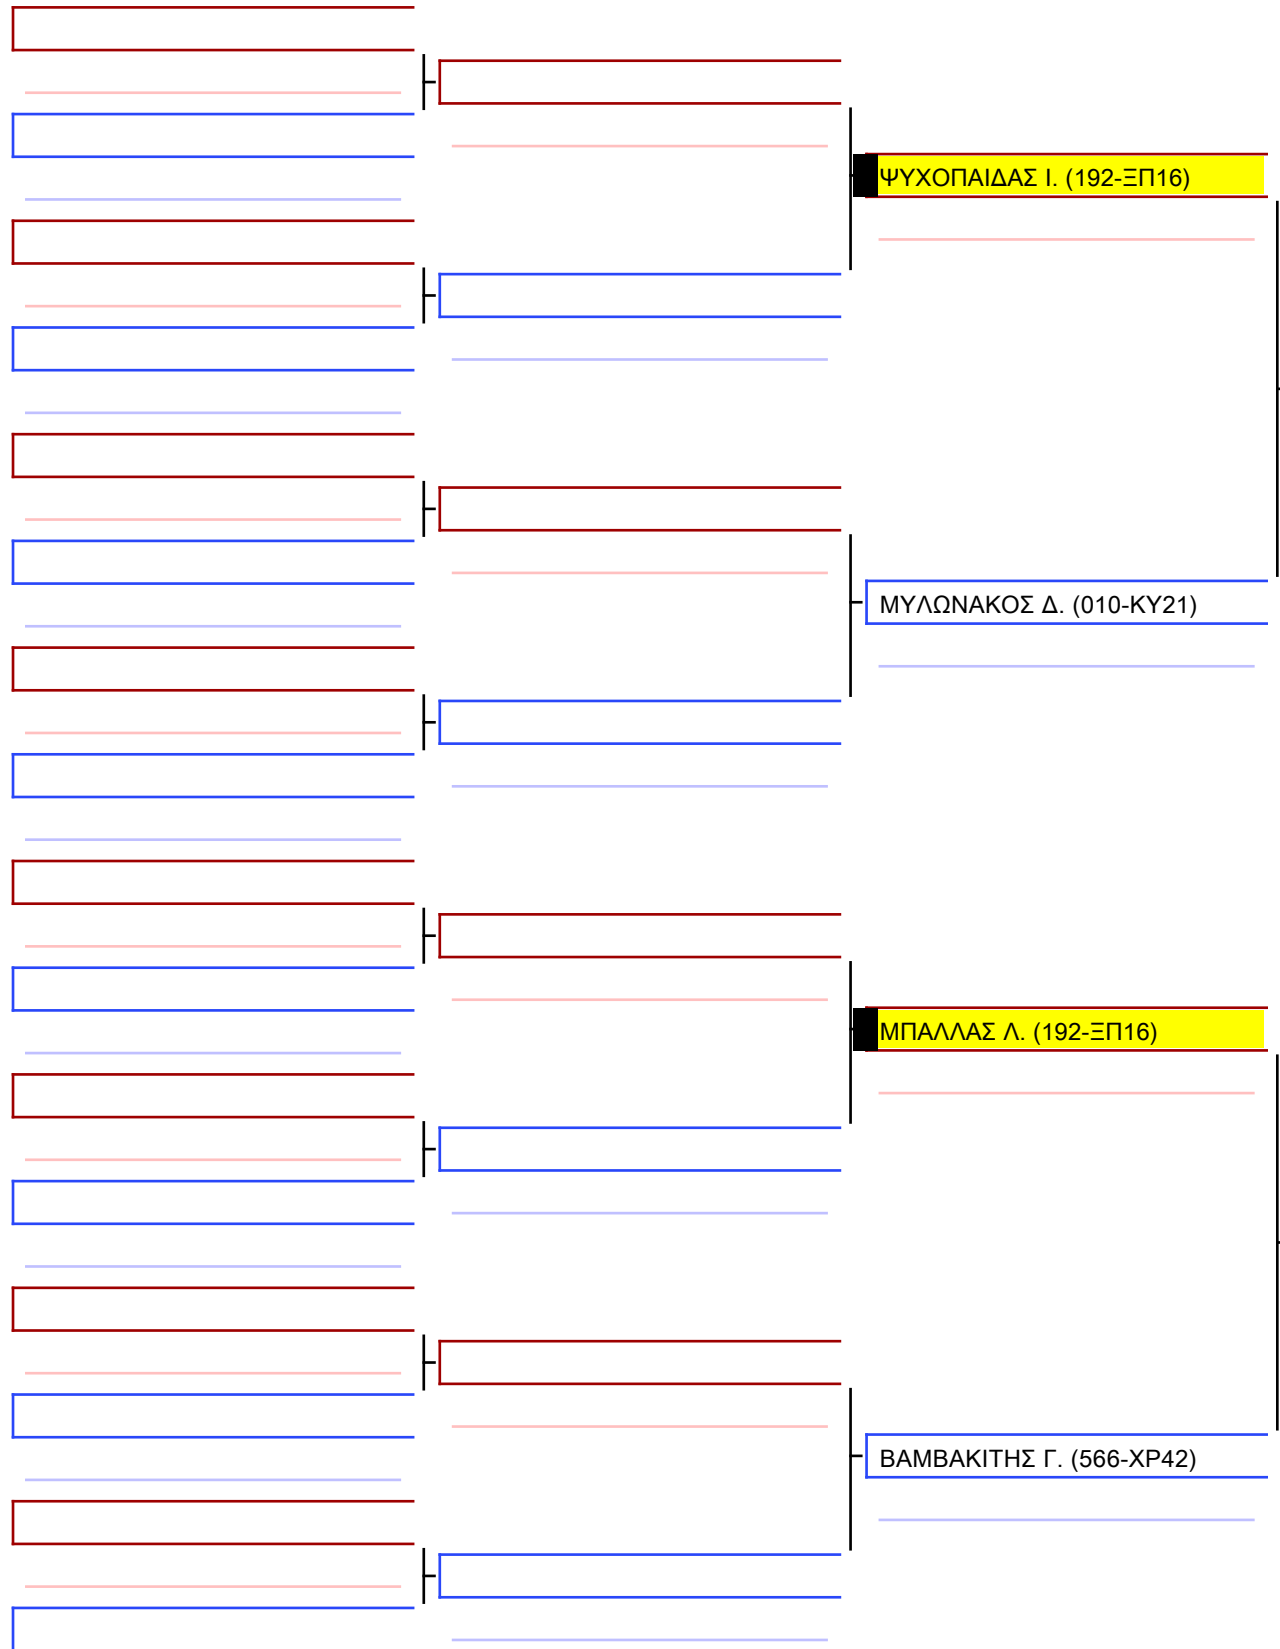 ΨΥΧΟΠΑΙΔΑΣ Ι. (192-ΞΠ16)
ΜΥΛΩΝΑΚΟΣ Δ. (010-ΚΥ21)
ΜΠΑΛΛΑΣ Λ. (192-ΞΠ16)
ΒΑΜΒΑΚΙΤΗΣ Γ. (566-ΧΡ42)